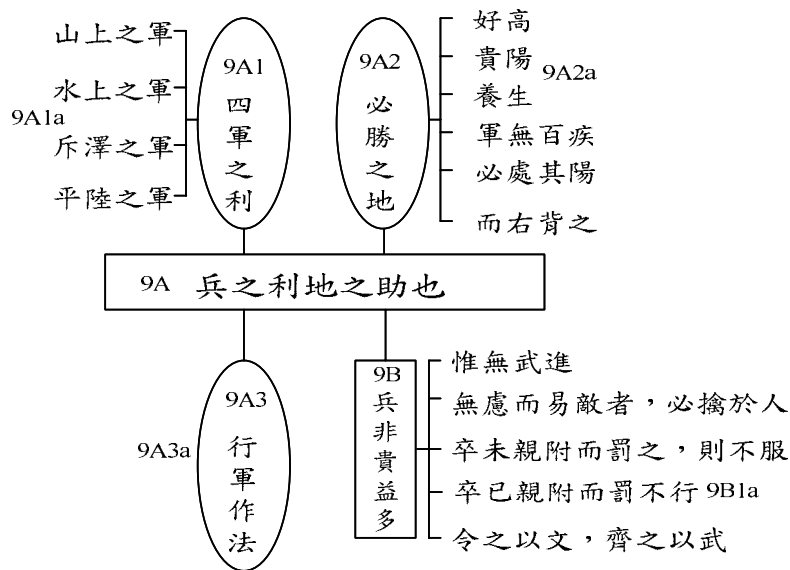 山上之軍
水上之軍
9A1a
斥澤之軍
平陸之軍
9A1
四軍之利
9A2
必勝之地
好高
貴陽
9A2a
養生
軍無百疾
必處其陽
而右背之
9A 兵之利地之助也
9A3a
9A3
行軍作法
9B
兵非貴益多
惟無武進
無慮而易敵者，必擒於人
卒未親附而罰之，則不服
卒已親附而罰不行 9B1a
令之以文，齊之以武